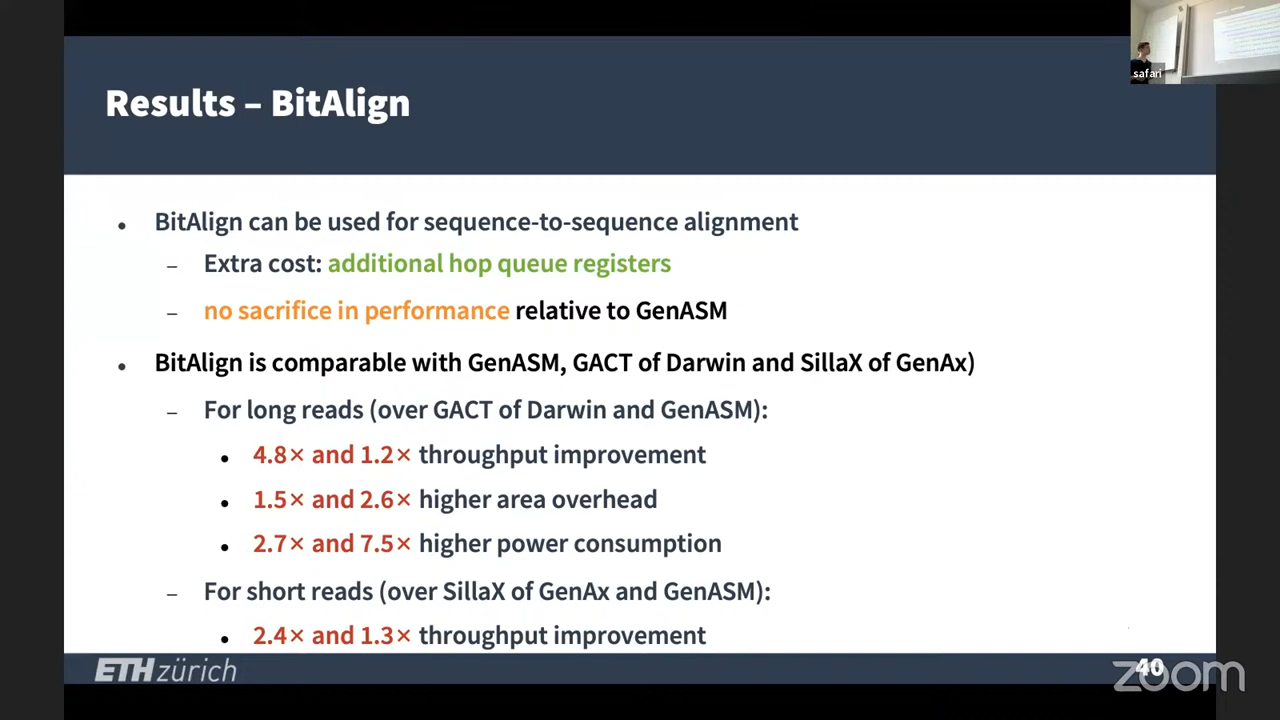 safari
Results – BitAlign
• BitAlign can be used for sequence-to-sequence alignment
– Extra cost: additional hop queue registers
– no sacrifice in performance relative to GenASM
• BitAlign is comparable with GenASM, GACT of Darwin and SillaX of GenAx)
– For long reads (over GACT of Darwin and GenASM):
• 4.8× and 1.2× throughput improvement
• 1.5× and 2.6× higher area overhead
• 2.7× and 7.5× higher power consumption
– For short reads (over SillaX of GenAx and GenASM):
• 2.4× and 1.3× throughput improvement
ETH zürich
40
zoom